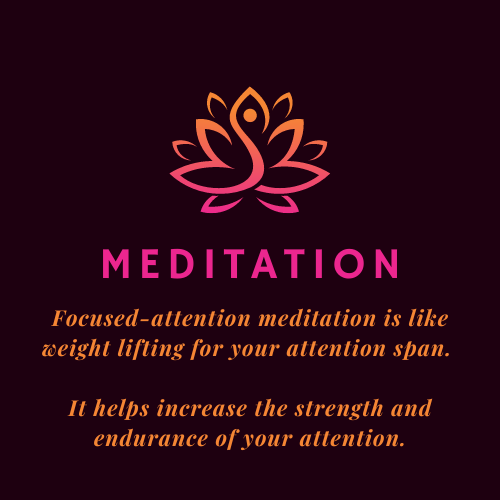 MEDITATION
Focused-attention meditation is like
weight lifting for your attention span.
It helps increase the strength and
endurance of your attention.